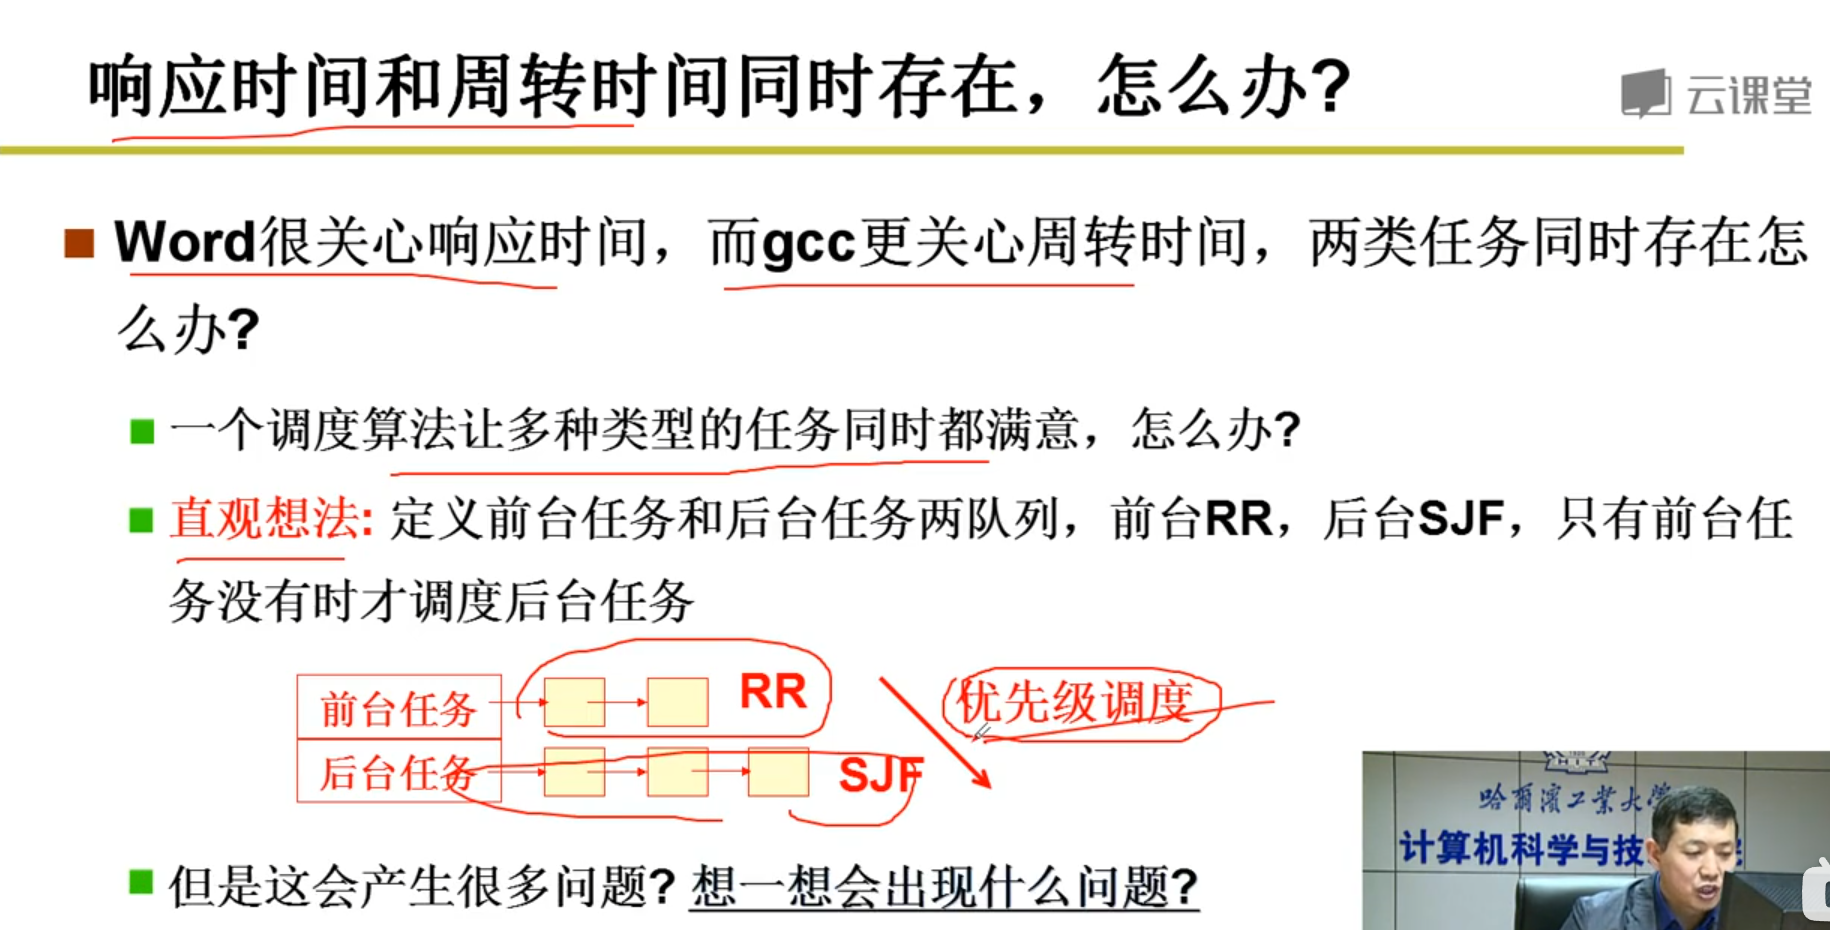 响应时间和周转时间同时存在，怎么办?
云课堂
Word很关心响应时间，而gcc更关心周转时间，两类任务同时存在怎
么办?
一个调度算法让多种类型的任务同时都满意，怎么办?
直观想法: 定义前台任务和后台任务两队列，前台RR，后台SJF，只有前台任
务没有时才调度后台任务
前台任务 RR 优先级调度
后台任务 SJF
但是这会产生很多问题? 想一想会出现什么问题?
哈爾濱工業大学
计算机科学与技